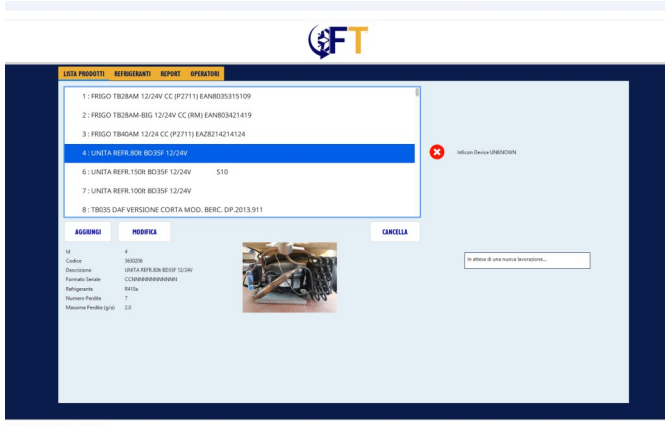 FT
LISTA PRODOTTI REFRIGERANTI REPORT OPERATORI
1 : FRIGO TB28AM 12/24V CC (P2711) EAN8035315109
2 : FRIGO TB28AM-BIG 12/24V CC (RM) EAN803421419
3 : FRIGO TB40AM 12/24 CC (P2711) EAZ8214214124
4 : UNITA REFR.80lt BD35F 12/24V
6 : UNITA REFR.150lt BD35F 12/24V S10
7 : UNITA REFR.100lt BD35F 12/24V
8 : TB035 DAF VERSIONE CORTA MOD. BERC. DP.2013.911
Inficon Device UNKNOWN
AGGIUNGI MODIFICA CANCELLA
Id 4
Codice 3630206
Descrizione UNITA REFR.80lt BD35F 12/24V
Formato Seriale CCNNNNNNNNNNNN
Refrigerante R410a
Numero Perdite 7
Massima Perdita (g/a) 2.0
In attesa di una nuova lavorazione...